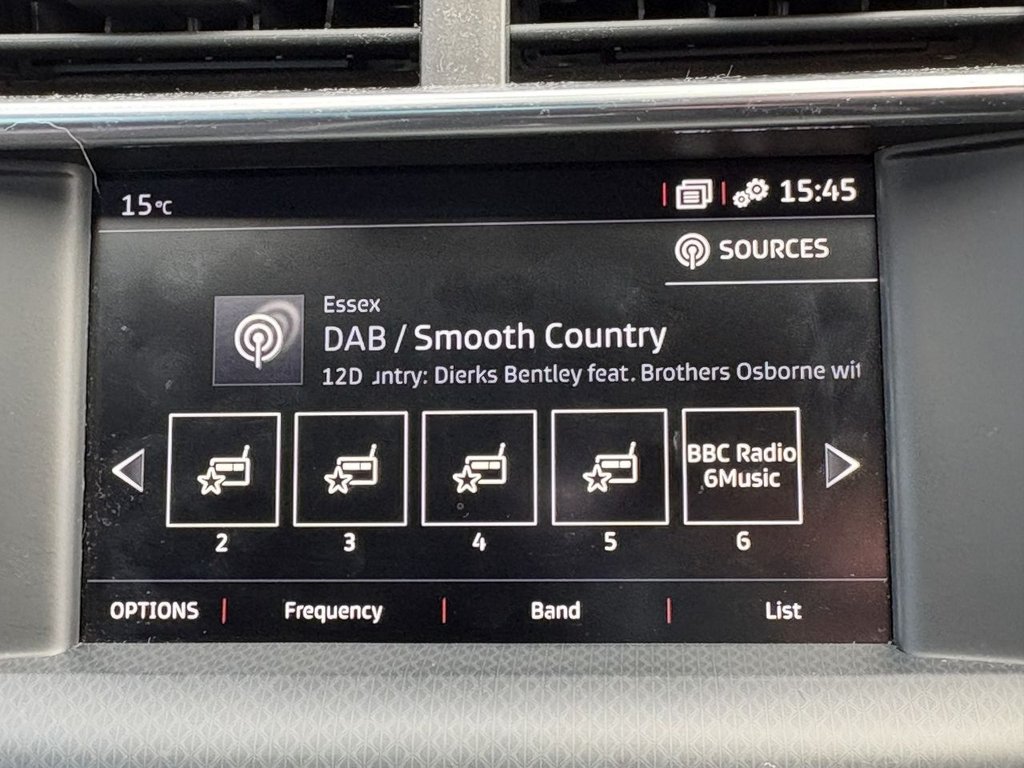 15°C
15:45
SOURCES
Essex
DAB / Smooth Country
12D untry: Dierks Bentley feat. Brothers Osborne wit
BBC Radio
6Music
2 3 4 5 6
OPTIONS Frequency Band List